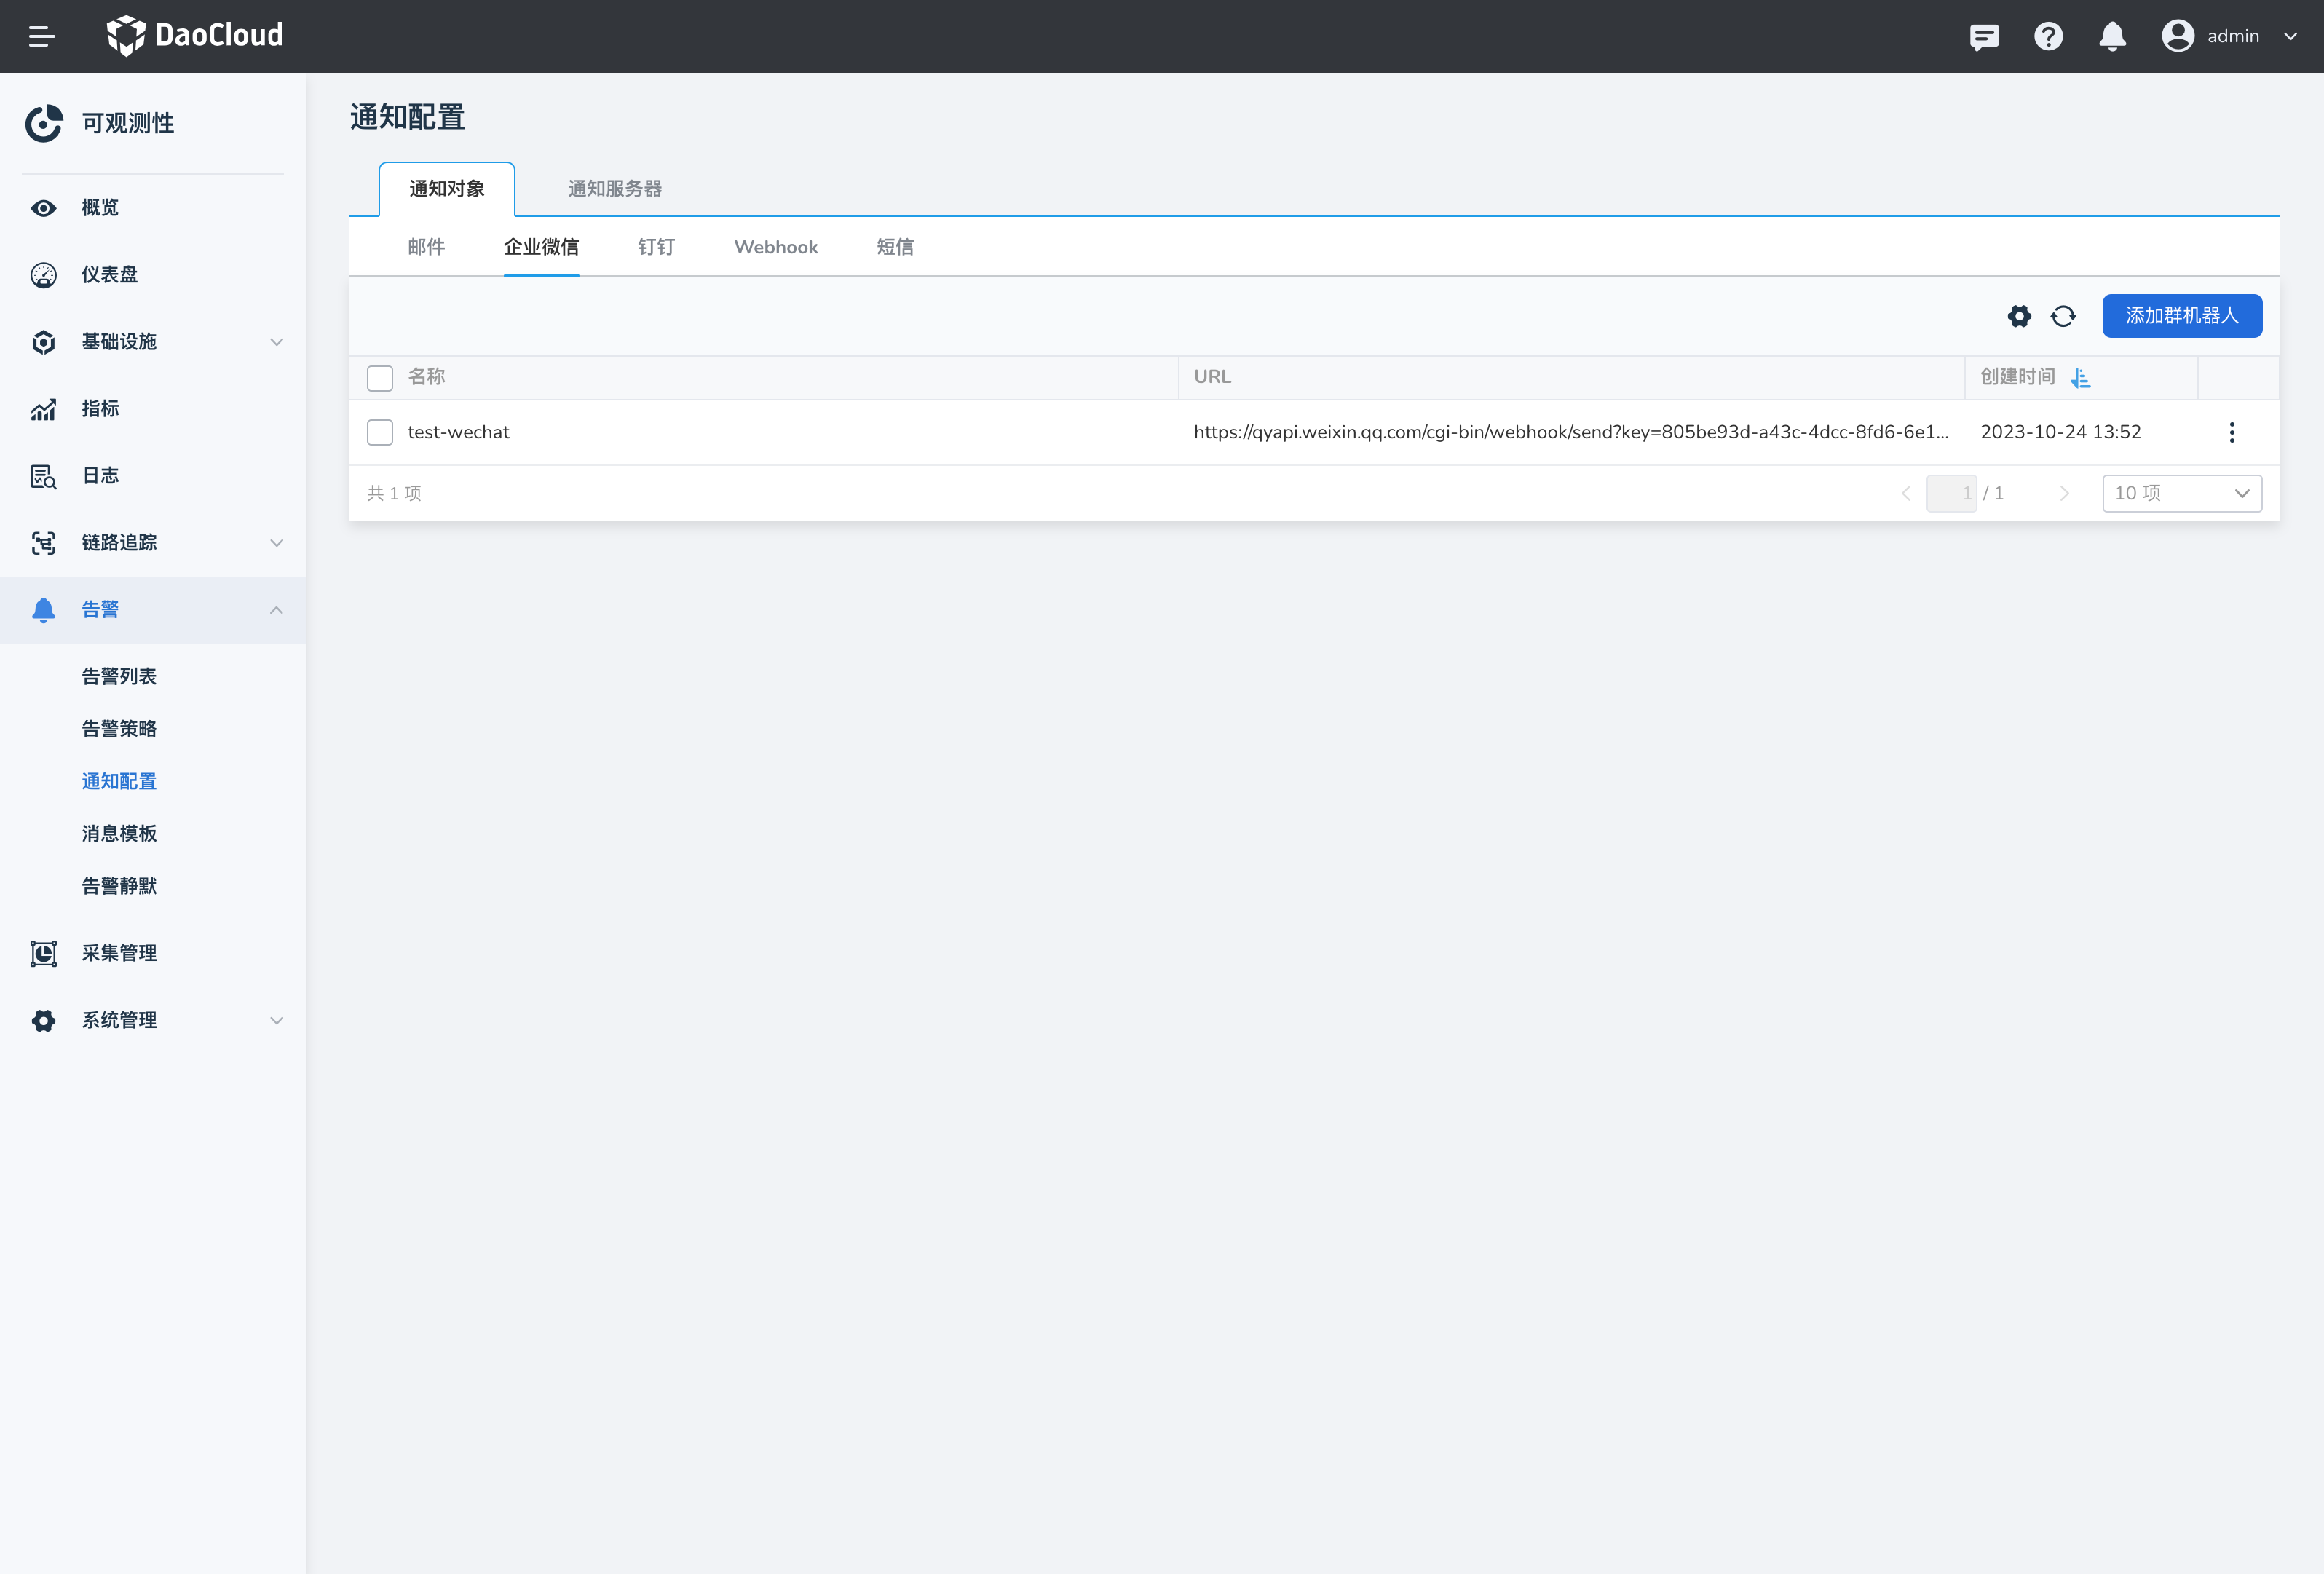 DaoCloud
admin
可观测性
概览
仪表盘
基础设施
指标
日志
链路追踪
告警
告警列表
告警策略
通知配置
消息模板
告警静默
采集管理
系统管理
通知配置
通知对象 通知服务器
邮件 企业微信 钉钉 Webhook 短信
添加群机器人
名称 URL 创建时间
test-wechat https://qyapi.weixin.qq.com/cgi-bin/webhook/send?key=805be93d-a43c-4dcc-8fd6-6e1... 2023-10-24 13:52
共 1 项 1 / 1 10 项